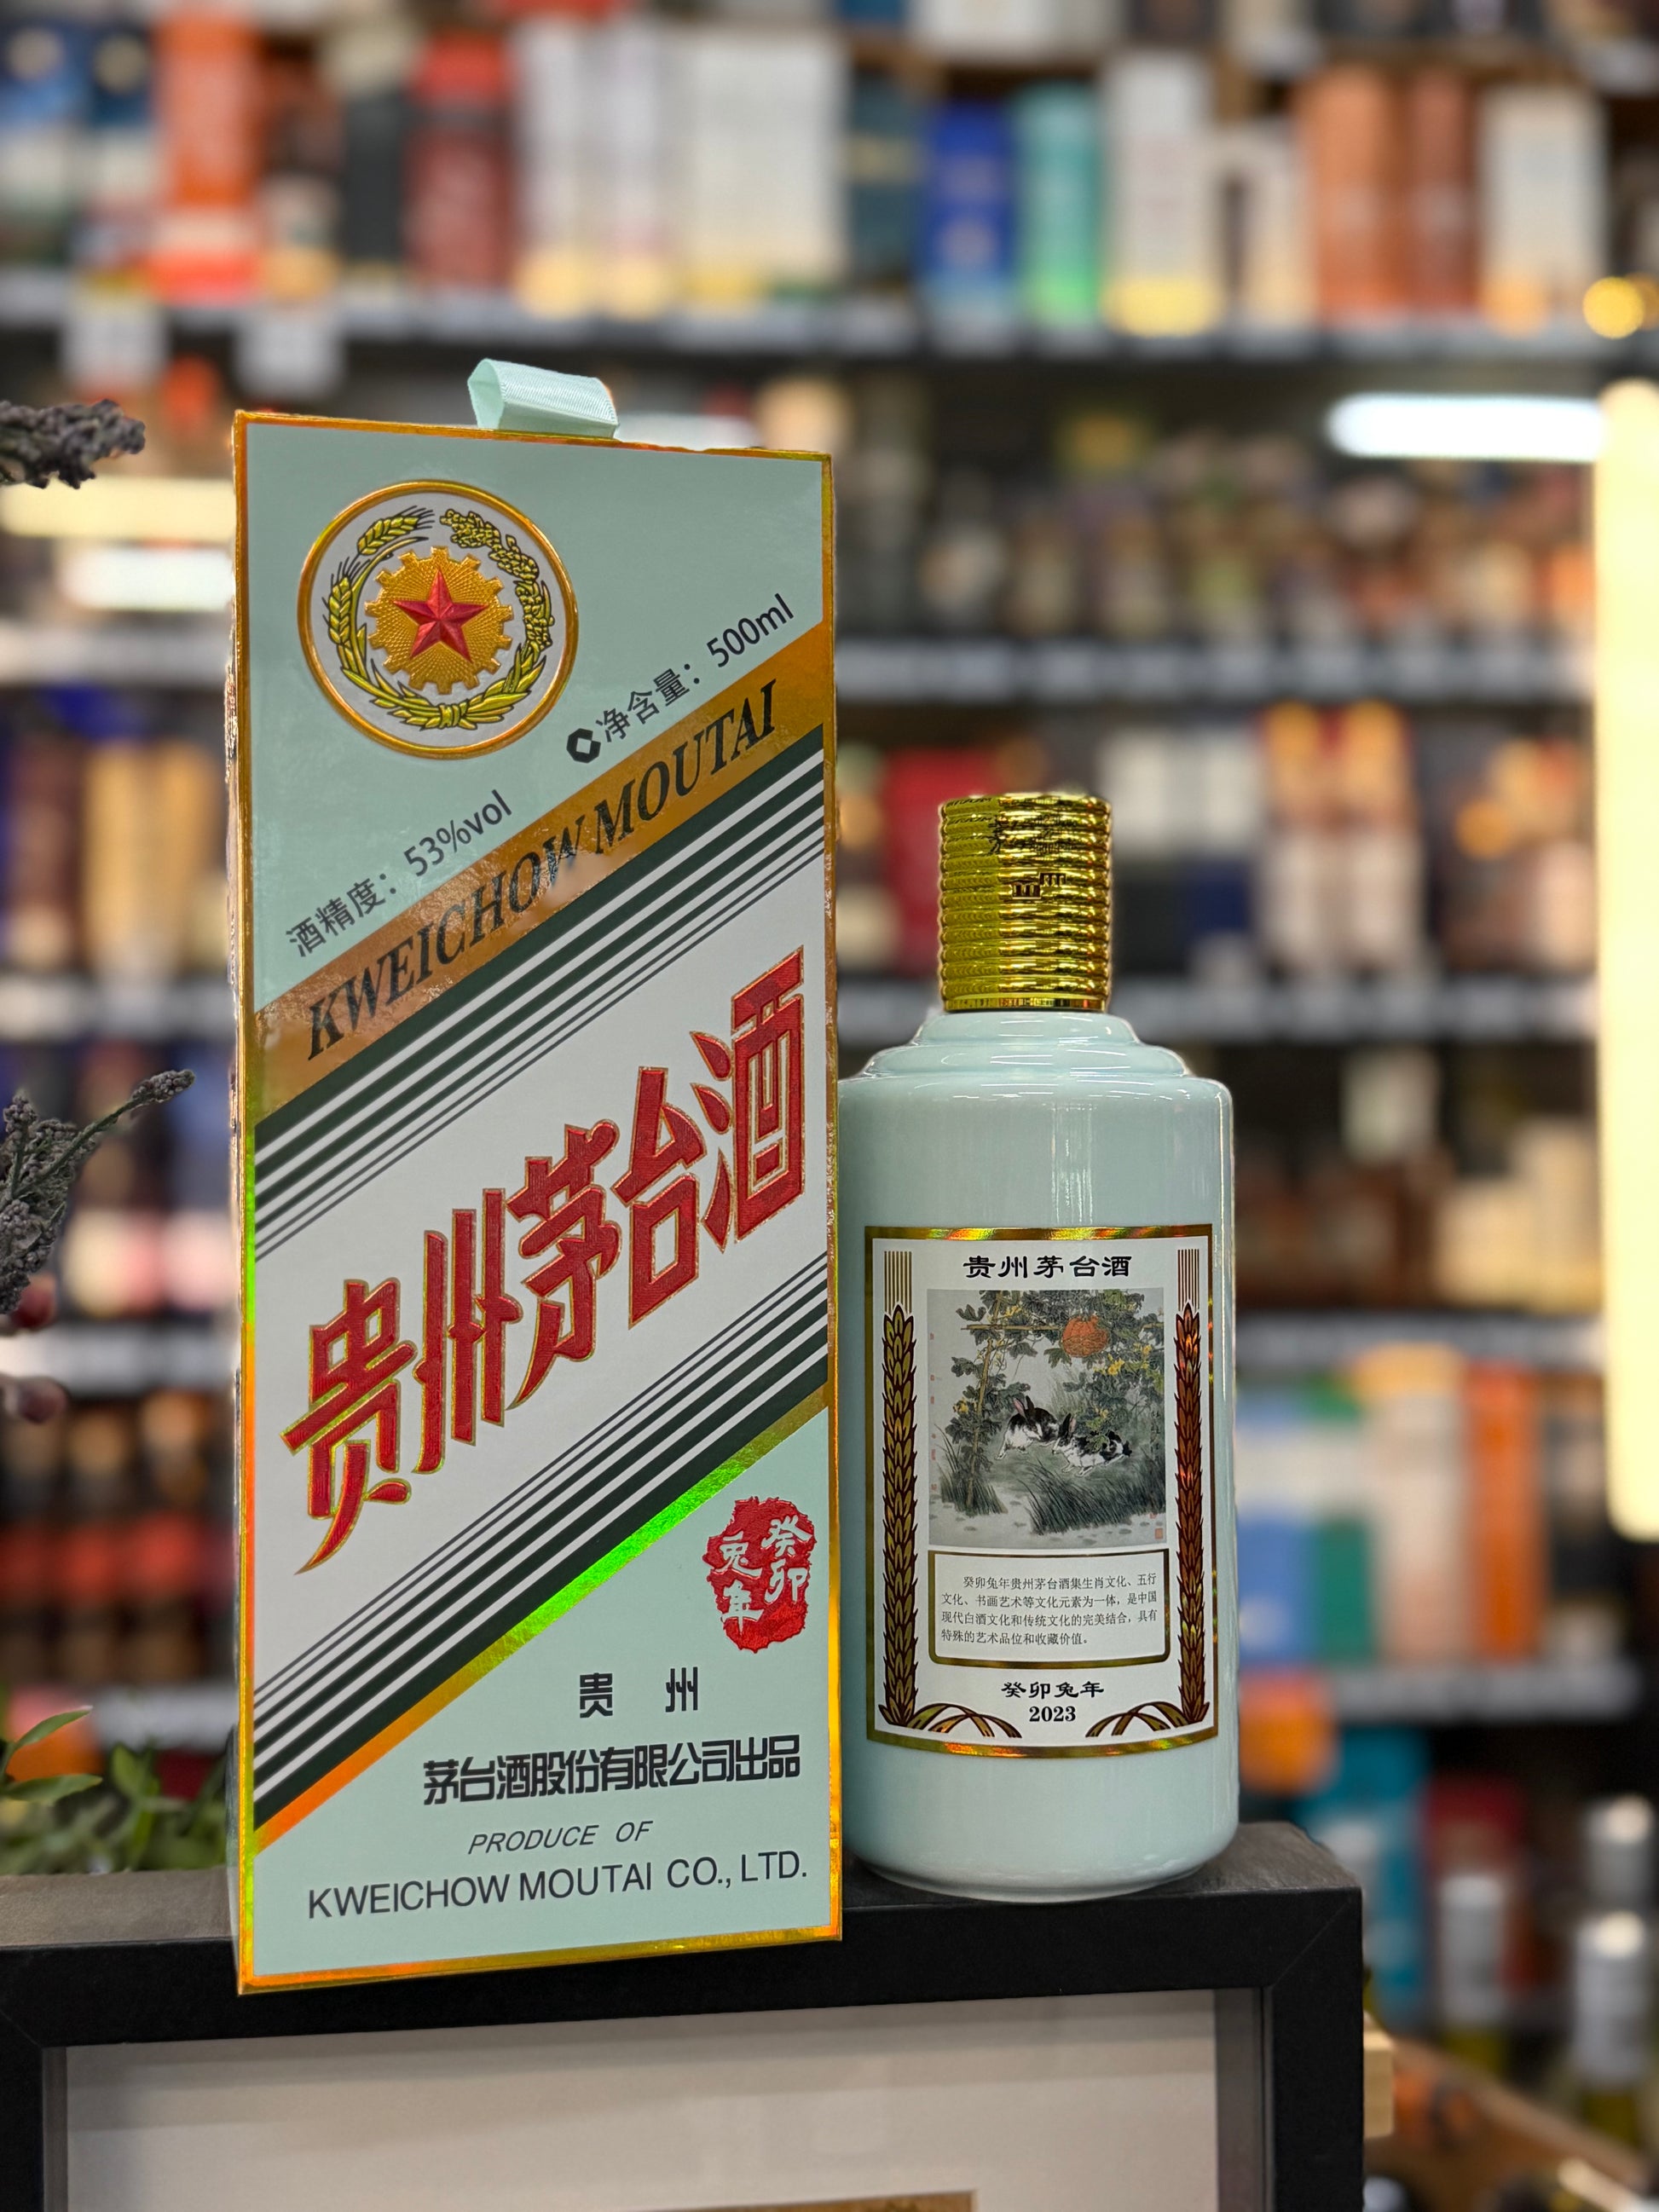 净含量：500ml
酒精度：53%vol
KWEICHOW MOUTAI
贵州茅台酒
癸卯
兔年
贵 州
茅台酒股份有限公司出品
PRODUCE OF
KWEICHOW MOUTAI CO., LTD.
贵州茅台酒
癸卯兔年贵州茅台酒集生肖文化、五行
文化、书画艺术等文化元素为一体，是中国
现代白酒文化和传统文化的完美结合，具有
特殊的艺术品位和收藏价值。
癸卯兔年
2023